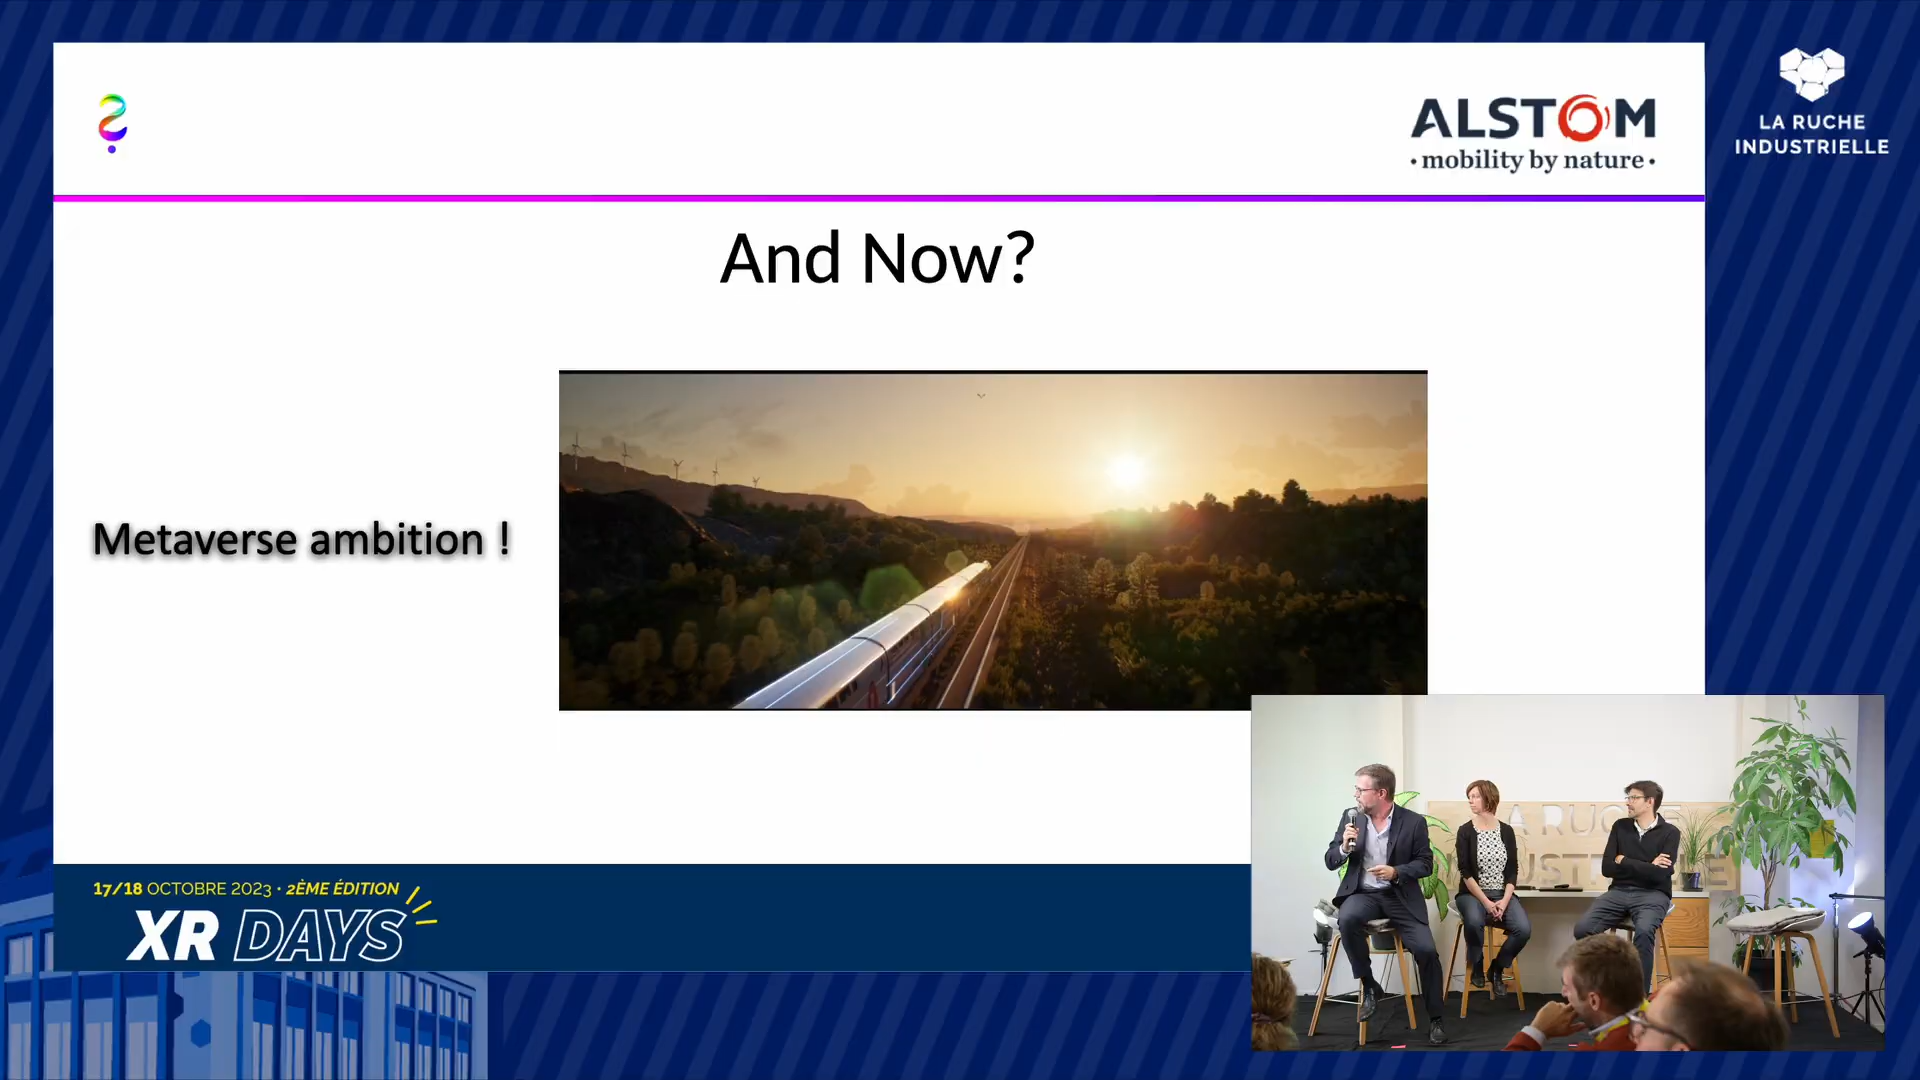 ALSTOM
• mobility by nature •
LA RUCHE
INDUSTRIELLE
And Now?
Metaverse ambition !
17/18 OCTOBRE 2023 • 2ÈME ÉDITION
XR DAYS